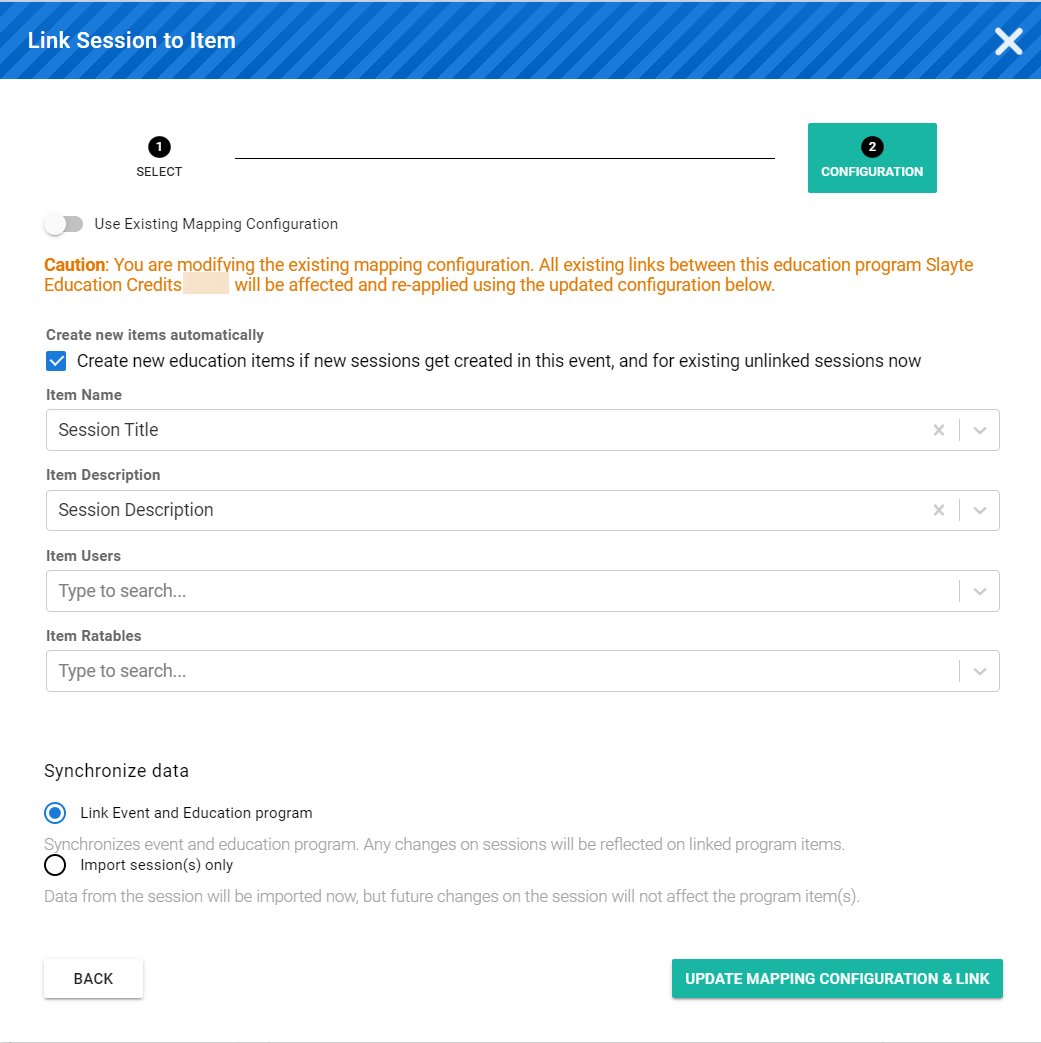 Link Session to Item
1
SELECT
2
CONFIGURATION
Use Existing Mapping Configuration
Caution: You are modifying the existing mapping configuration. All existing links between this education program Slayte
Education Credits will be affected and re-applied using the updated configuration below.
Create new items automatically
Create new education items if new sessions get created in this event, and for existing unlinked sessions now
Item Name
Session Title
Item Description
Session Description
Item Users
Type to search...
Item Ratables
Type to search...
Synchronize data
Link Event and Education program
Synchronizes event and education program. Any changes on sessions will be reflected on linked program items.
Import session(s) only
Data from the session will be imported now, but future changes on the session will not affect the program item(s).
BACK
UPDATE MAPPING CONFIGURATION & LINK